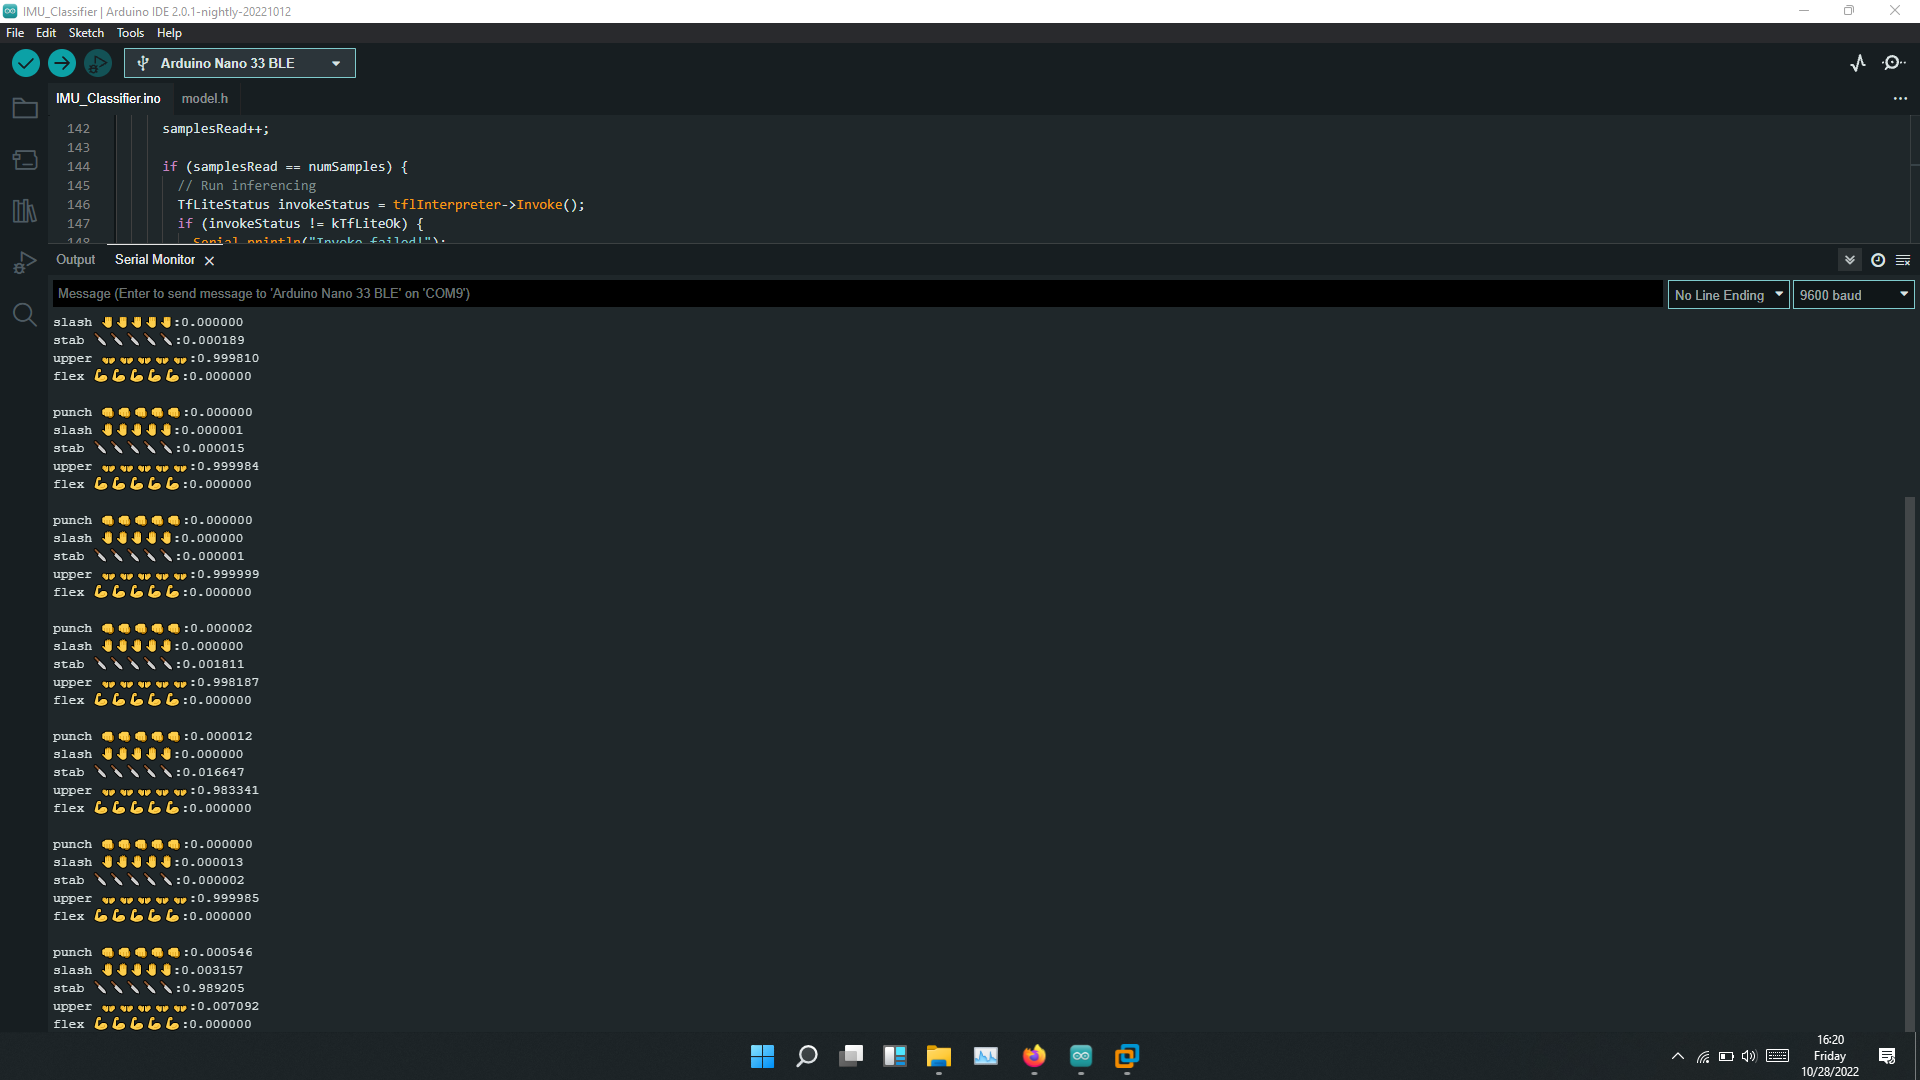 IMU_Classifier | Arduino IDE 2.0.1-nightly-20221012
File Edit Sketch Tools Help
Arduino Nano 33 BLE
IMU_Classifier.ino model.h
142 samplesRead++;
143
144 if (samplesRead == numSamples) {
145 // Run inferencing
146 TfLiteStatus invokeStatus = tflInterpreter->Invoke();
147 if (invokeStatus != kTfLiteOk) {
148 Serial.println("Invoke failed!");
Output Serial Monitor
Message (Enter to send message to 'Arduino Nano 33 BLE' on 'COM9')
No Line Ending 9600 baud
slash 🤚🤚🤚🤚🤚:0.000000
stab 🔪🔪🔪🔪🔪:0.000189
upper 👐👐👐👐👐:0.999810
flex 💪💪💪💪💪:0.000000
punch 👊👊👊👊👊:0.000000
slash 🤚🤚🤚🤚🤚:0.000001
stab 🔪🔪🔪🔪🔪:0.000015
upper 👐👐👐👐👐:0.999984
flex 💪💪💪💪💪:0.000000
punch 👊👊👊👊👊:0.000000
slash 🤚🤚🤚🤚🤚:0.000000
stab 🔪🔪🔪🔪🔪:0.000001
upper 👐👐👐👐👐:0.999999
flex 💪💪💪💪💪:0.000000
punch 👊👊👊👊👊:0.000002
slash 🤚🤚🤚🤚🤚:0.000000
stab 🔪🔪🔪🔪🔪:0.001811
upper 👐👐👐👐👐:0.998187
flex 💪💪💪💪💪:0.000000
punch 👊👊👊👊👊:0.000012
slash 🤚🤚🤚🤚🤚:0.000000
stab 🔪🔪🔪🔪🔪:0.016647
upper 👐👐👐👐👐:0.983341
flex 💪💪💪💪💪:0.000000
punch 👊👊👊👊👊:0.000000
slash 🤚🤚🤚🤚🤚:0.000013
stab 🔪🔪🔪🔪🔪:0.000002
upper 👐👐👐👐👐:0.999985
flex 💪💪💪💪💪:0.000000
punch 👊👊👊👊👊:0.000546
slash 🤚🤚🤚🤚🤚:0.003157
stab 🔪🔪🔪🔪🔪:0.989205
upper 👐👐👐👐👐:0.007092
flex 💪💪💪💪💪:0.000000
16:20
Friday
10/28/2022